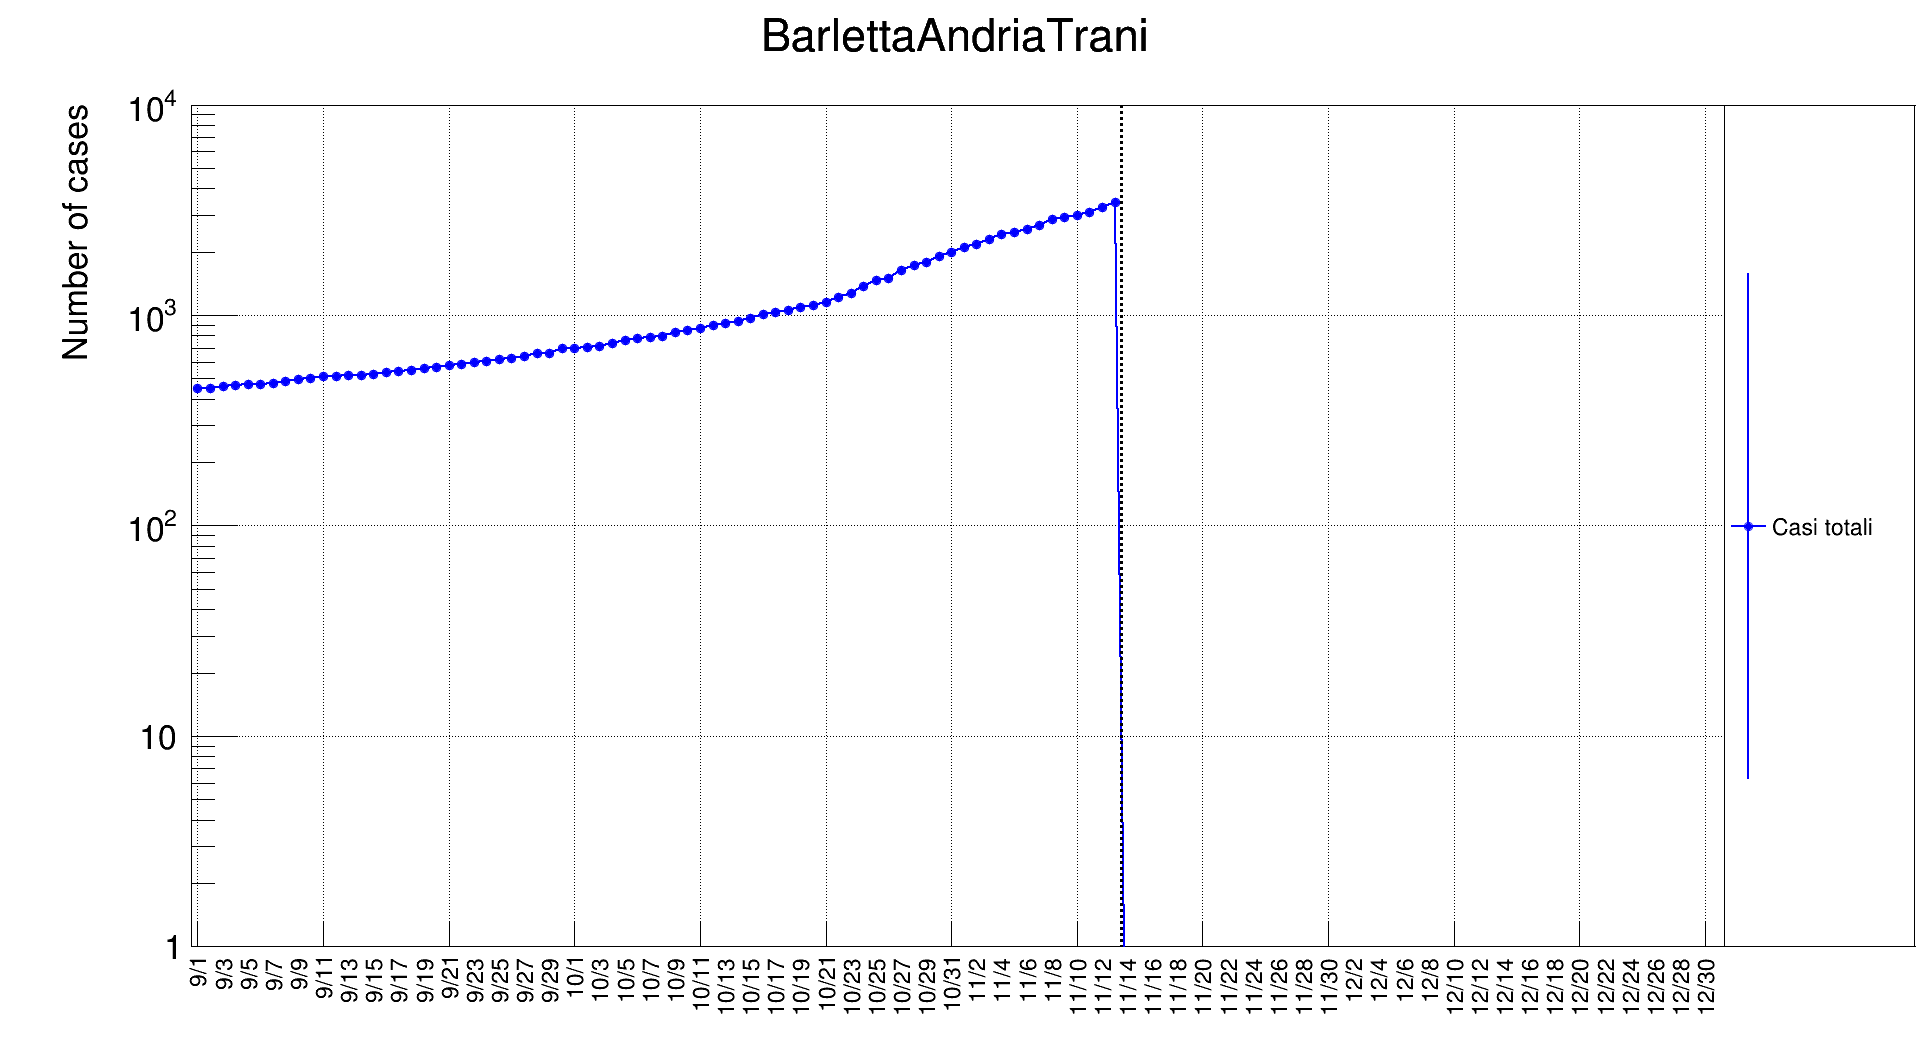 BarlettaAndriaTrani
Number of cases
10⁴
10³
10²
10
1
9/1 9/3 9/5 9/7 9/9 9/11 9/13 9/15 9/17 9/19 9/21 9/23 9/25 9/27 9/29 10/1 10/3 10/5 10/7 10/9 10/11 10/13 10/15 10/17 10/19 10/21 10/23 10/25 10/27 10/29 10/31 11/2 11/4 11/6 11/8 11/10 11/12 11/14 11/16 11/18 11/20 11/22 11/24 11/26 11/28 11/30 12/2 12/4 12/6 12/8 12/10 12/12 12/14 12/16 12/18 12/20 12/22 12/24 12/26 12/28 12/30
Casi totali